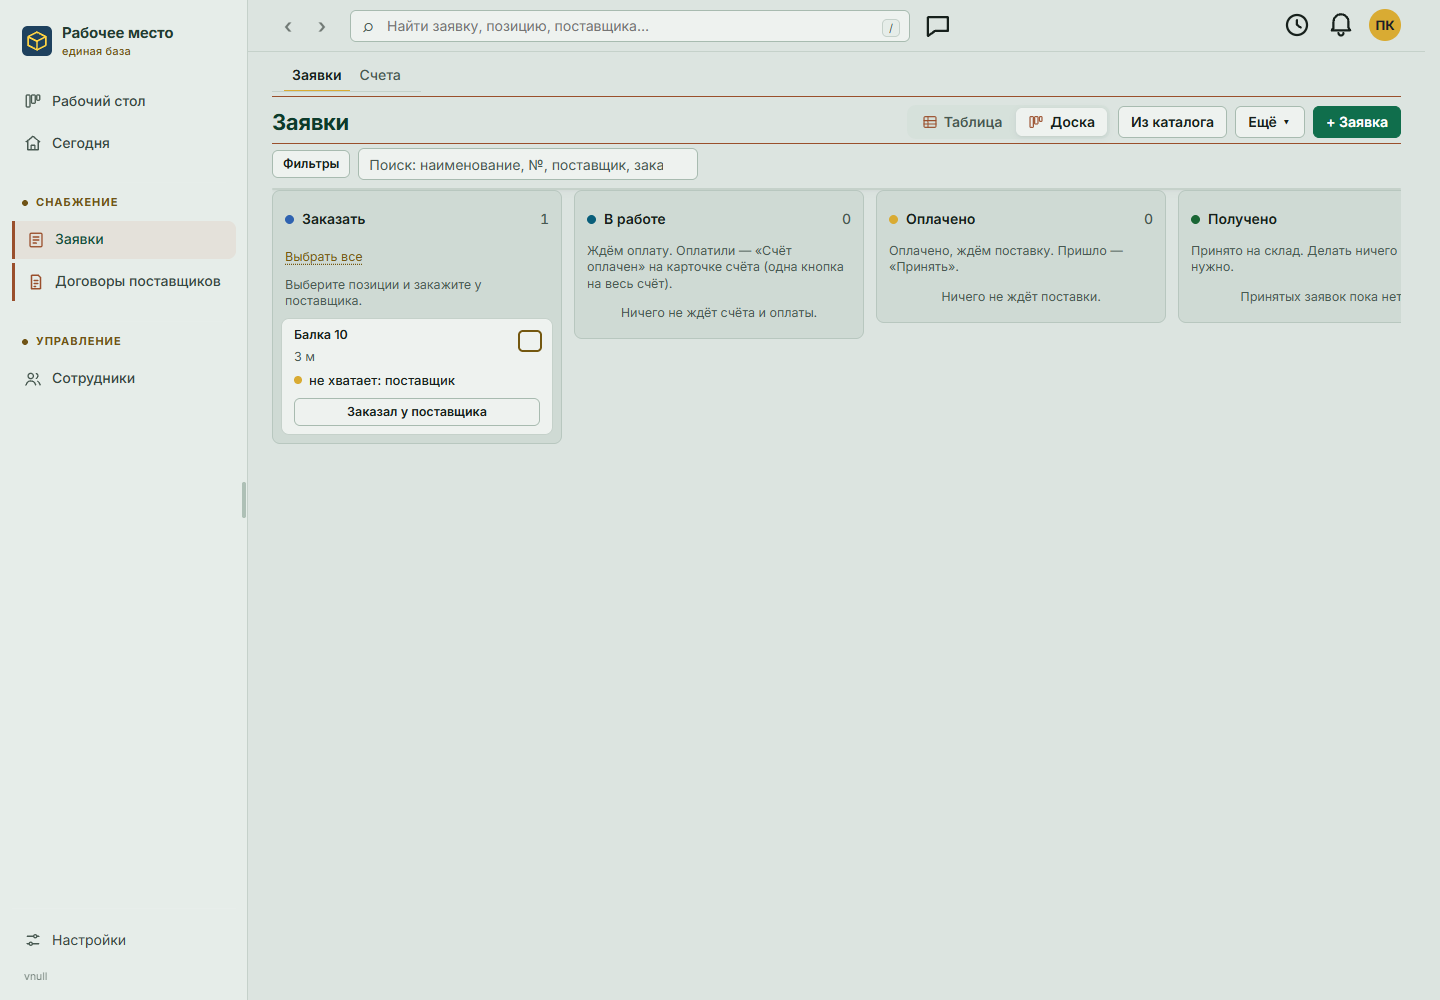 Рабочее место
единая база
Рабочий стол
Сегодня
СНАБЖЕНИЕ
Заявки
Договоры поставщиков
УПРАВЛЕНИЕ
Сотрудники
Настройки
vnull
Найти заявку, позицию, поставщика...
/
ПК
Заявки
Счета
Заявки
Таблица
Доска
Из каталога
Ещё
+ Заявка
Фильтры
Поиск: наименование, №, поставщик, зака
Заказать 1
Выбрать все
Выберите позиции и закажите у
поставщика.
Балка 10
3 м
не хватает: поставщик
Заказал у поставщика
В работе 0
Ждём оплату. Оплатили — «Счёт
оплачен» на карточке счёта (одна кнопка
на весь счёт).
Ничего не ждёт счёта и оплаты.
Оплачено 0
Оплачено, ждём поставку. Пришло —
«Принять».
Ничего не ждёт поставки.
Получено
Принято на склад. Делать ничего
нужно.
Принятых заявок пока нет